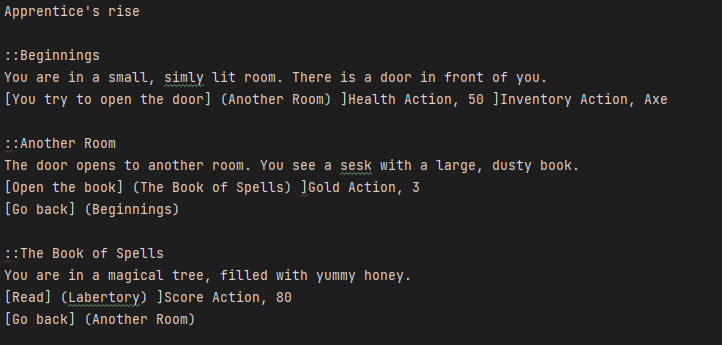 Apprentice's rise
::Beginnings
You are in a small, simly lit room. There is a door in front of you.
[You try to open the door] (Another Room) ]Health Action, 50 ]Inventory Action, Axe
::Another Room
The door opens to another room. You see a sesk with a large, dusty book.
[Open the book] (The Book of Spells) ]Gold Action, 3
[Go back] (Beginnings)
::The Book of Spells
You are in a magical tree, filled with yummy honey.
[Read] (Labertory) ]Score Action, 80
[Go back] (Another Room)